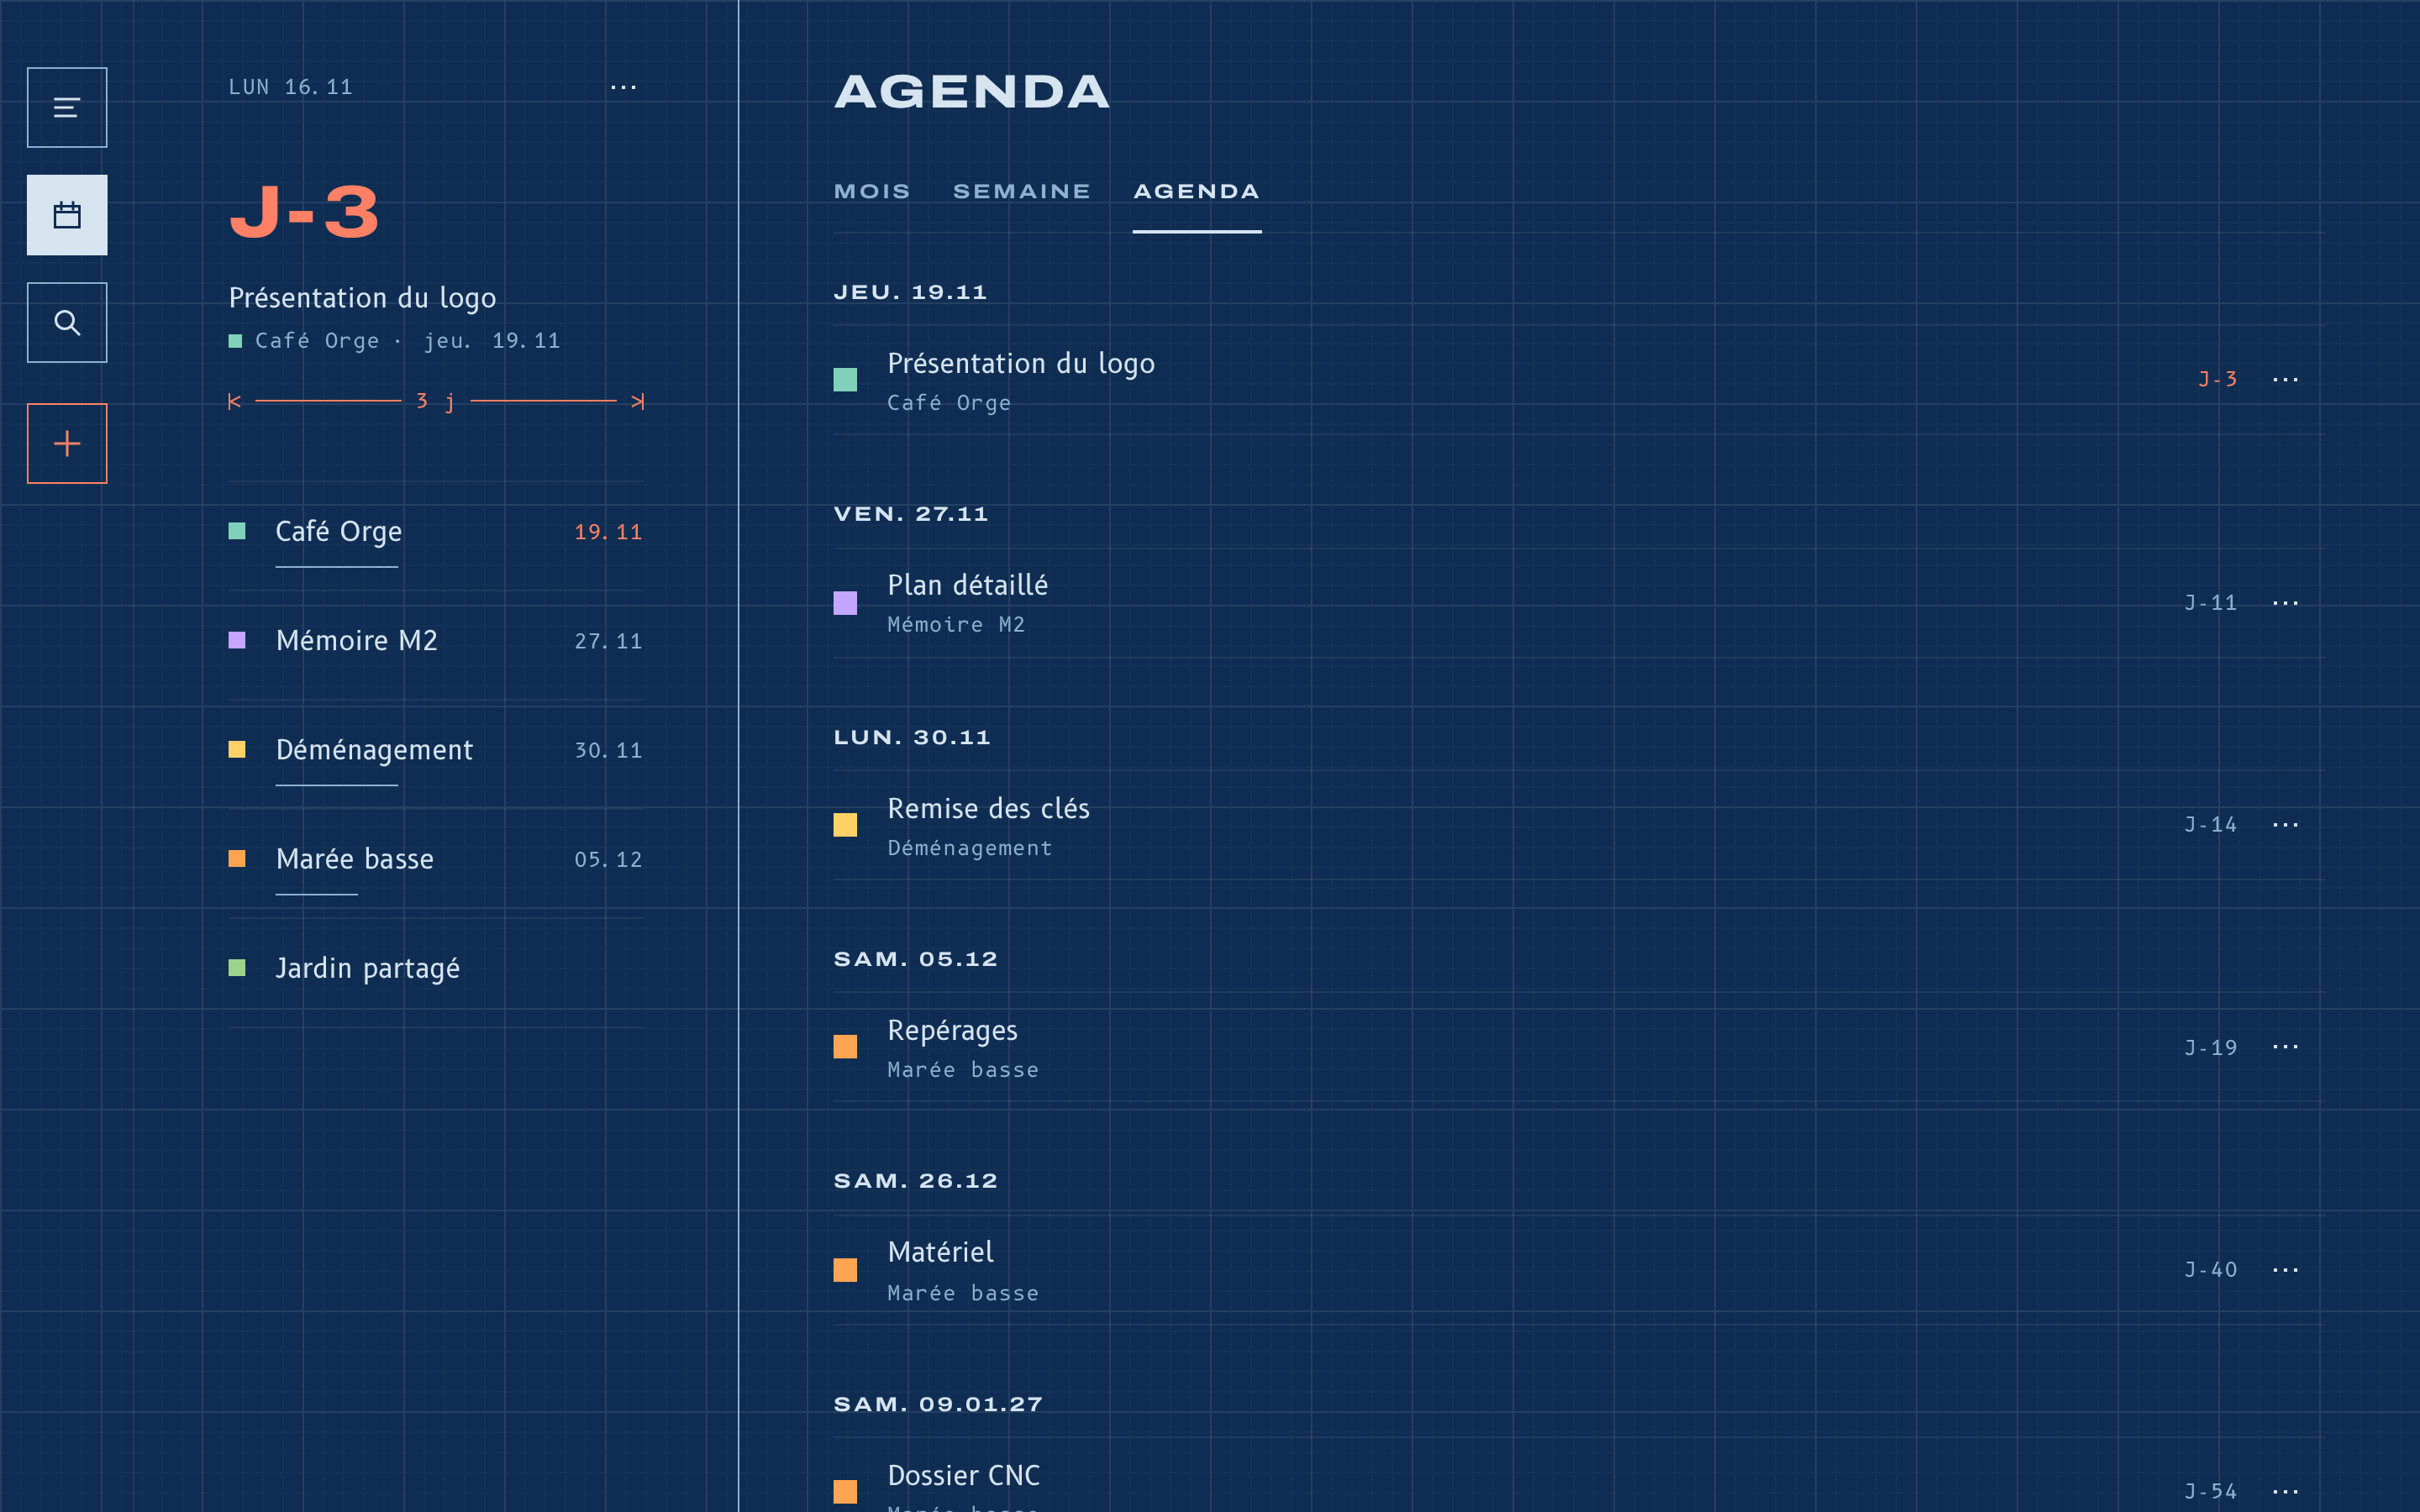 LUN 16.11
J-3
Présentation du logo
Café Orge · jeu. 19.11
3 j
Café Orge 19.11
Mémoire M2 27.11
Déménagement 30.11
Marée basse 05.12
Jardin partagé
AGENDA
MOIS SEMAINE AGENDA
JEU. 19.11
Présentation du logo
Café Orge
J-3
VEN. 27.11
Plan détaillé
Mémoire M2
J-11
LUN. 30.11
Remise des clés
Déménagement
J-14
SAM. 05.12
Repérages
Marée basse
J-19
SAM. 26.12
Matériel
Marée basse
J-40
SAM. 09.01.27
Dossier CNC
J-54